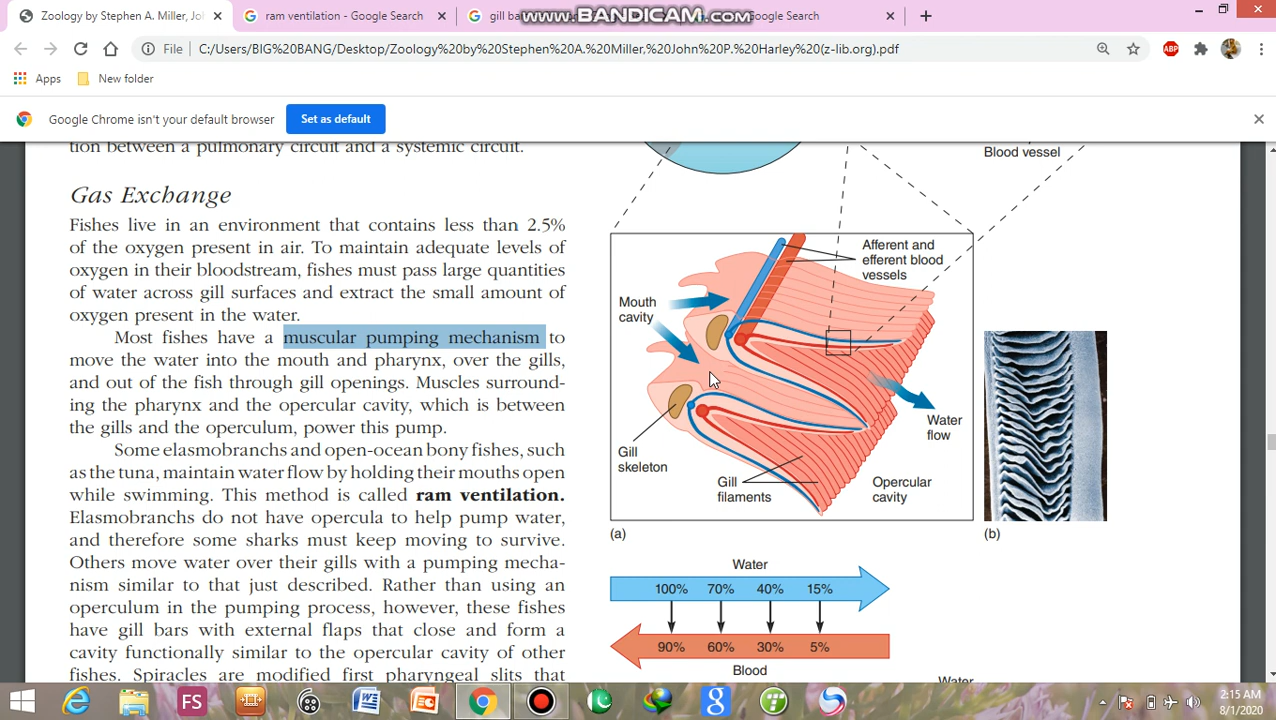 Zoology by Stephen A. Miller, Joh
ram ventilation - Google Search
gill ba
Google Search
www.BANDICAM.com
File
C:/Users/BIG%20BANG/Desktop/Zoology%20by%20Stephen%20A.%20Miller,%20John%20P.%20Harley%20(z-lib.org).pdf
ABP
Apps
New folder
Google Chrome isn't your default browser
Set as default
tion between a pulmonary circuit and a systemic circuit.
Gas Exchange
Fishes live in an environment that contains less than 2.5%
of the oxygen present in air. To maintain adequate levels of
oxygen in their bloodstream, fishes must pass large quantities
of water across gill surfaces and extract the small amount of
oxygen present in the water.
Most fishes have a muscular pumping mechanism to
move the water into the mouth and pharynx, over the gills,
and out of the fish through gill openings. Muscles surround-
ing the pharynx and the opercular cavity, which is between
the gills and the operculum, power this pump.
Some elasmobranchs and open-ocean bony fishes, such
as the tuna, maintain water flow by holding their mouths open
while swimming. This method is called ram ventilation.
Elasmobranchs do not have opercula to help pump water,
and therefore some sharks must keep moving to survive.
Others move water over their gills with a pumping mecha-
nism similar to that just described. Rather than using an
operculum in the pumping process, however, these fishes
have gill bars with external flaps that close and form a
cavity functionally similar to the opercular cavity of other
fishes. Spiracles are modified first pharyngeal slits that
Blood vessel
Afferent and
efferent blood
vessels
Mouth
cavity
Water
flow
Gill
skeleton
Gill
filaments
Opercular
cavity
(a)
(b)
Water
100% 70% 40% 15%
90% 60% 30% 5%
Blood
Water
FS
2:15 AM
8/1/2020